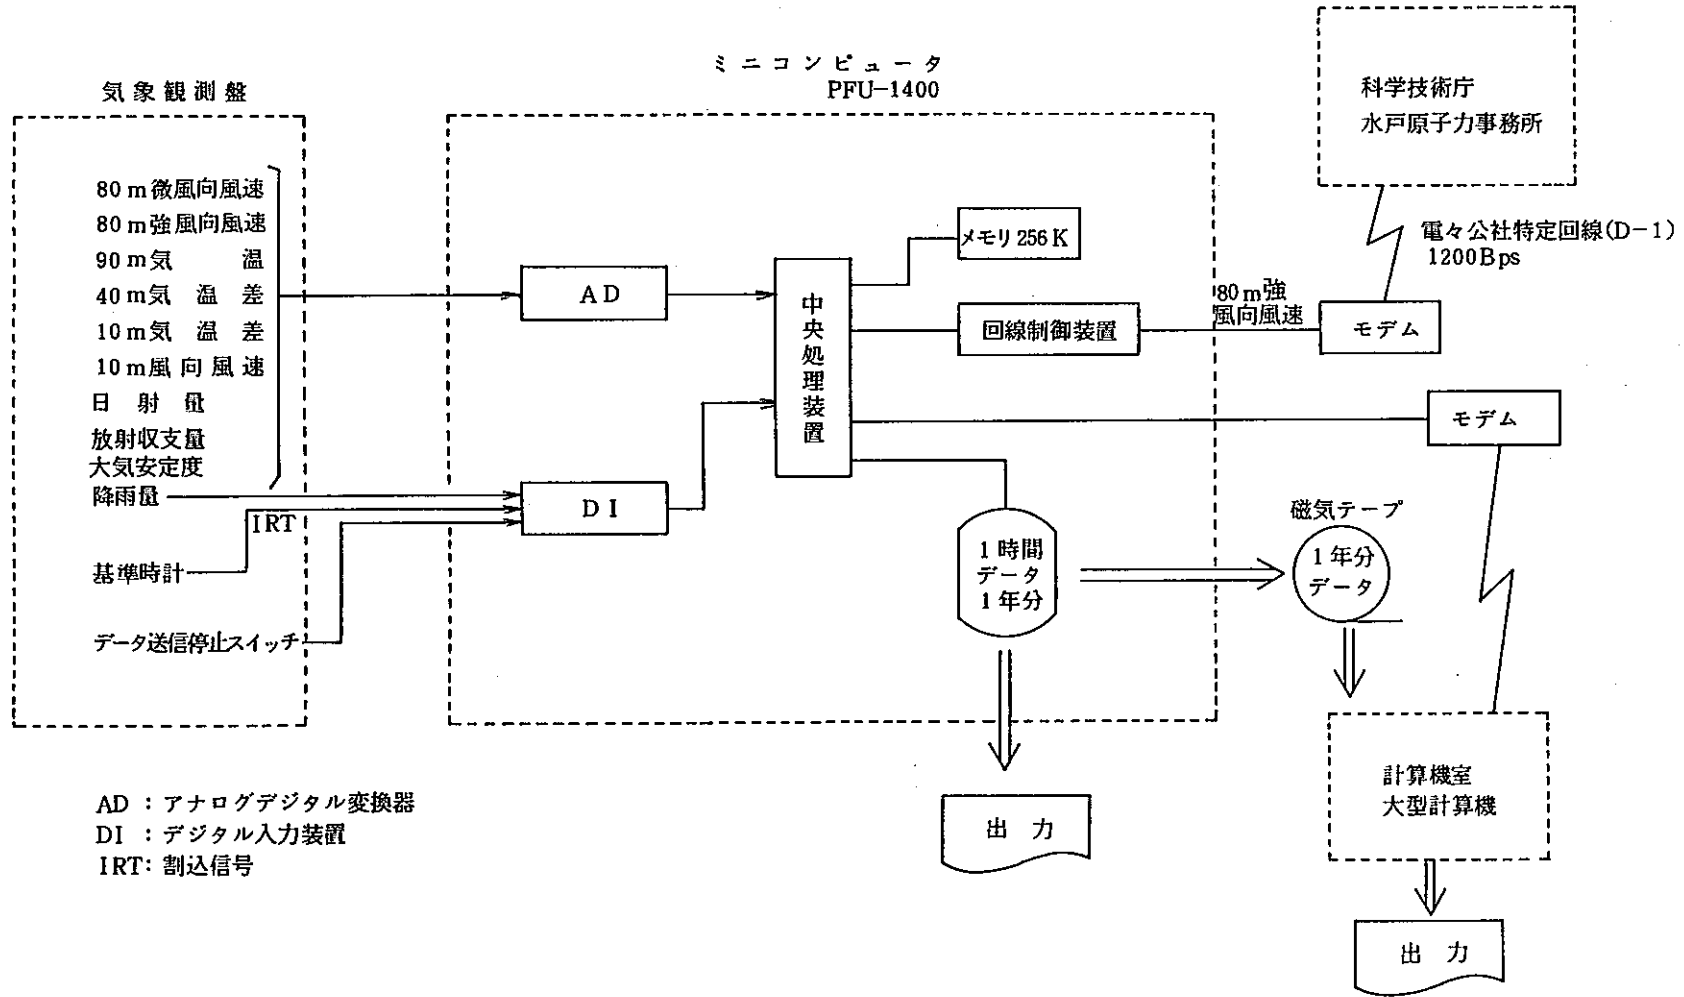 気象観測盤
80m微風向風速
80m強風向風速
90m気温
40m気温差
10m気温差
10m風向風速
日射量
放射収支量
大気安定度
降雨量
IRT
基準時計
データ送信停止スイッチ
ミニコンピュータ
PFU-1400
AD
DI
中央処理装置
メモリ256K
回線制御装置
80m強
風向風速
モデム
モデム
1時間
データ
1年分
科学技術庁
水戸原子力事務所
電々公社特定回線(D-1)
1200Bps
磁気テープ
1年分
データ
計算機室
大型計算機
出力
出力
AD：アナログデジタル変換器
DI：デジタル入力装置
IRT：割込信号